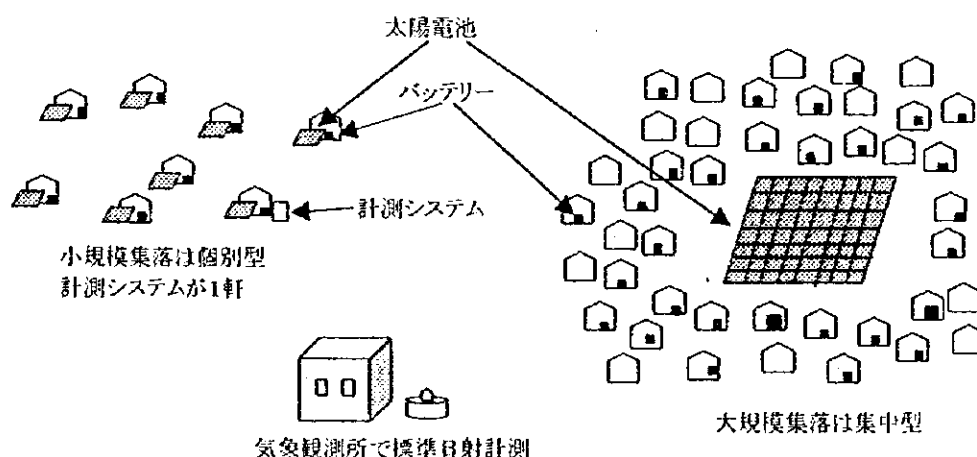 太陽電池
バッテリー
計測システム
小規模集落は個別型
計測システムが1軒
大規模集落は集中型
気象観測所で標準日射計測